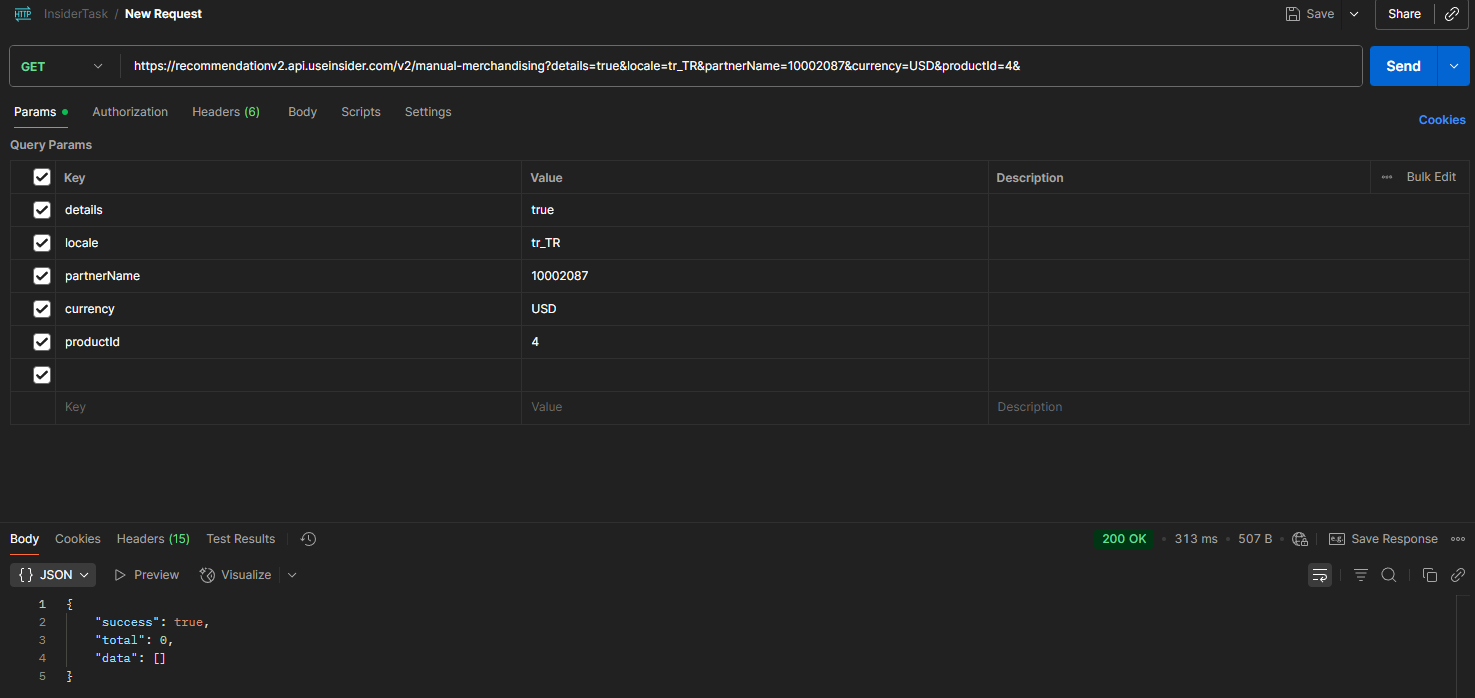 HTTP InsiderTask / New Request Save Share
GET https://recommendationv2.api.useinsider.com/v2/manual-merchandising?details=true&locale=tr_TR&partnerName=10002087&currency=USD&productId=4& Send
Params Authorization Headers (6) Body Scripts Settings
Cookies
Query Params
Key Value Description Bulk Edit
details true
locale tr_TR
partnerName 10002087
currency USD
productId 4
Key Value Description
Body Cookies Headers (15) Test Results 200 OK 313 ms 507 B e.g. Save Response
{} JSON Preview Visualize
1 {
2 "success": true,
3 "total": 0,
4 "data": []
5 }